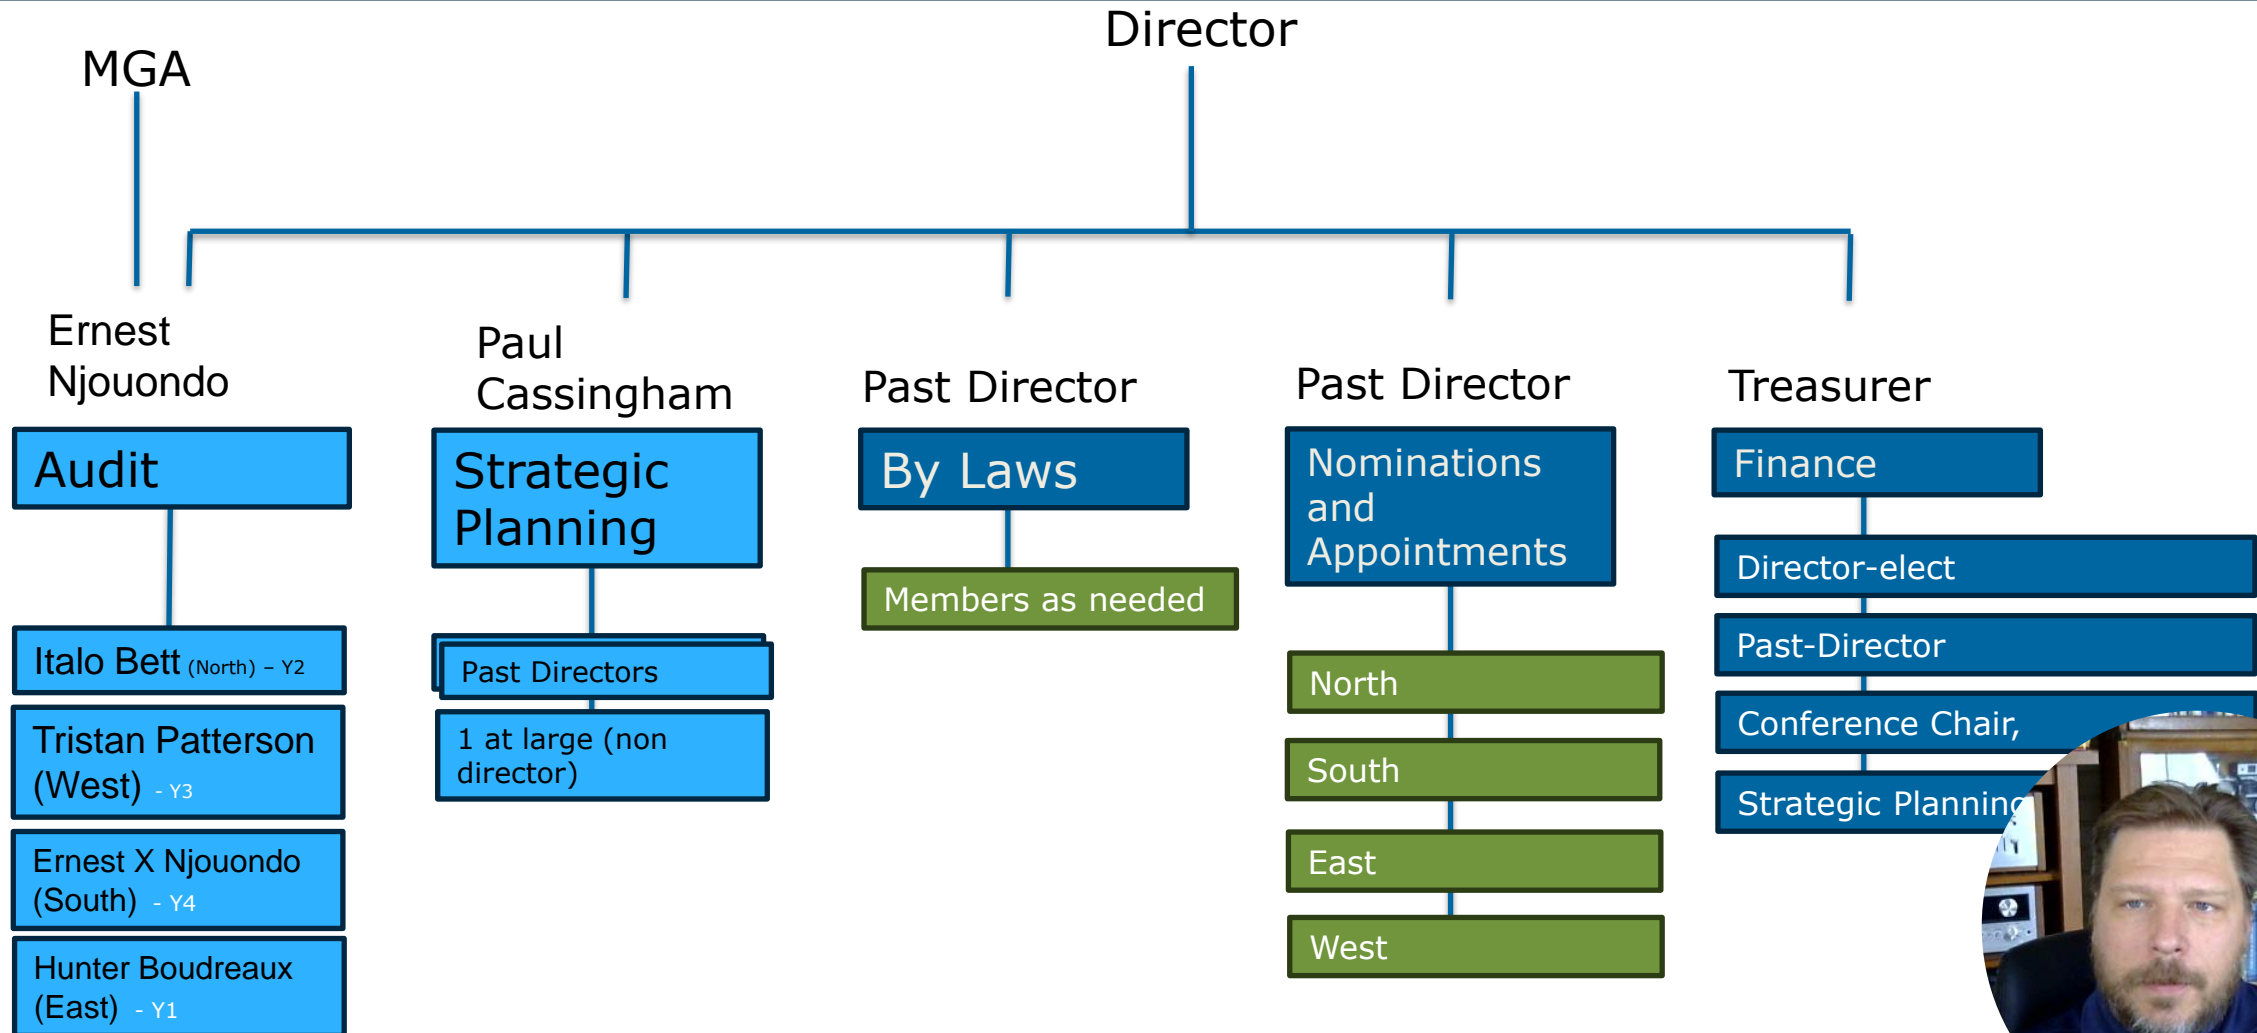 Director
MGA
Ernest
Njouondo
Paul
Cassingham
Past Director
Past Director
Treasurer
Audit
Strategic
Planning
By Laws
Nominations
and
Appointments
Finance
Italo Bett (North) – Y2
Tristan Patterson
(West) - Y3
Ernest X Njouondo
(South) - Y4
Hunter Boudreaux
(East) - Y1
Past Directors
1 at large (non
director)
Members as needed
North
South
East
West
Director-elect
Past-Director
Conference Chair,
Strategic Planning